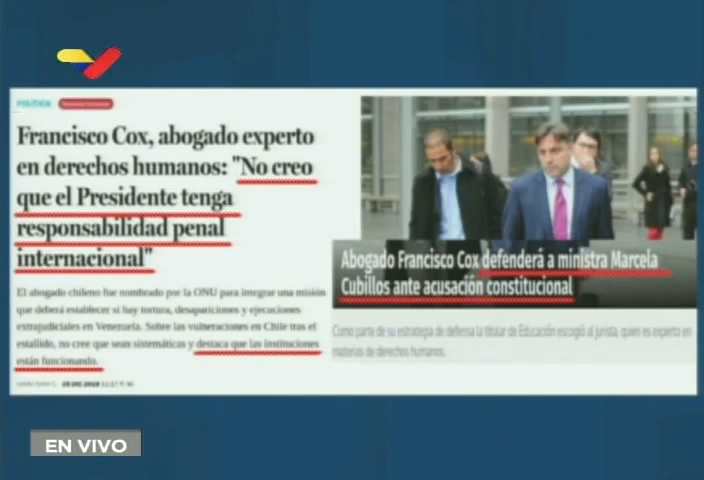 POLÍTICA
Francisco Cox, abogado experto
en derechos humanos: "No creo
que el Presidente tenga
responsabilidad penal
internacional"
El abogado chileno fue nombrado por la ONU para integrar una misión
que deberá establecer si hay tortura, desapariciones y ejecuciones
extrajudiciales en Venezuela. Sobre las vulneraciones en Chile tras el
estallido, no cree que sean sistemáticas y destaca que las instituciones
están funcionando.
Abogado Francisco Cox defenderá a ministra Marcela
Cubillos ante acusación constitucional
Como parte de su estrategia de defensa la titular de Educación escogió al jurista, quien es experto en
materias de derechos humanos.
EN VIVO